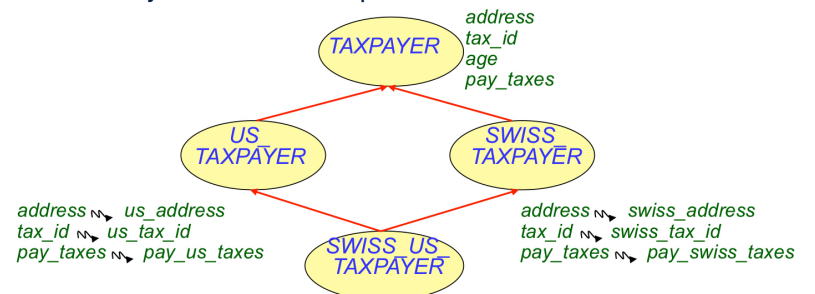 address
TAXPAYER
tax_id
age
pay_taxes
US_
TAXPAYER
SWISS_
TAXPAYER
address us_address
tax_id us_tax_id
pay_taxes pay_us_taxes
address swiss_address
tax_id swiss_tax_id
pay_taxes pay_swiss_taxes
SWISS_US_
TAXPAYER